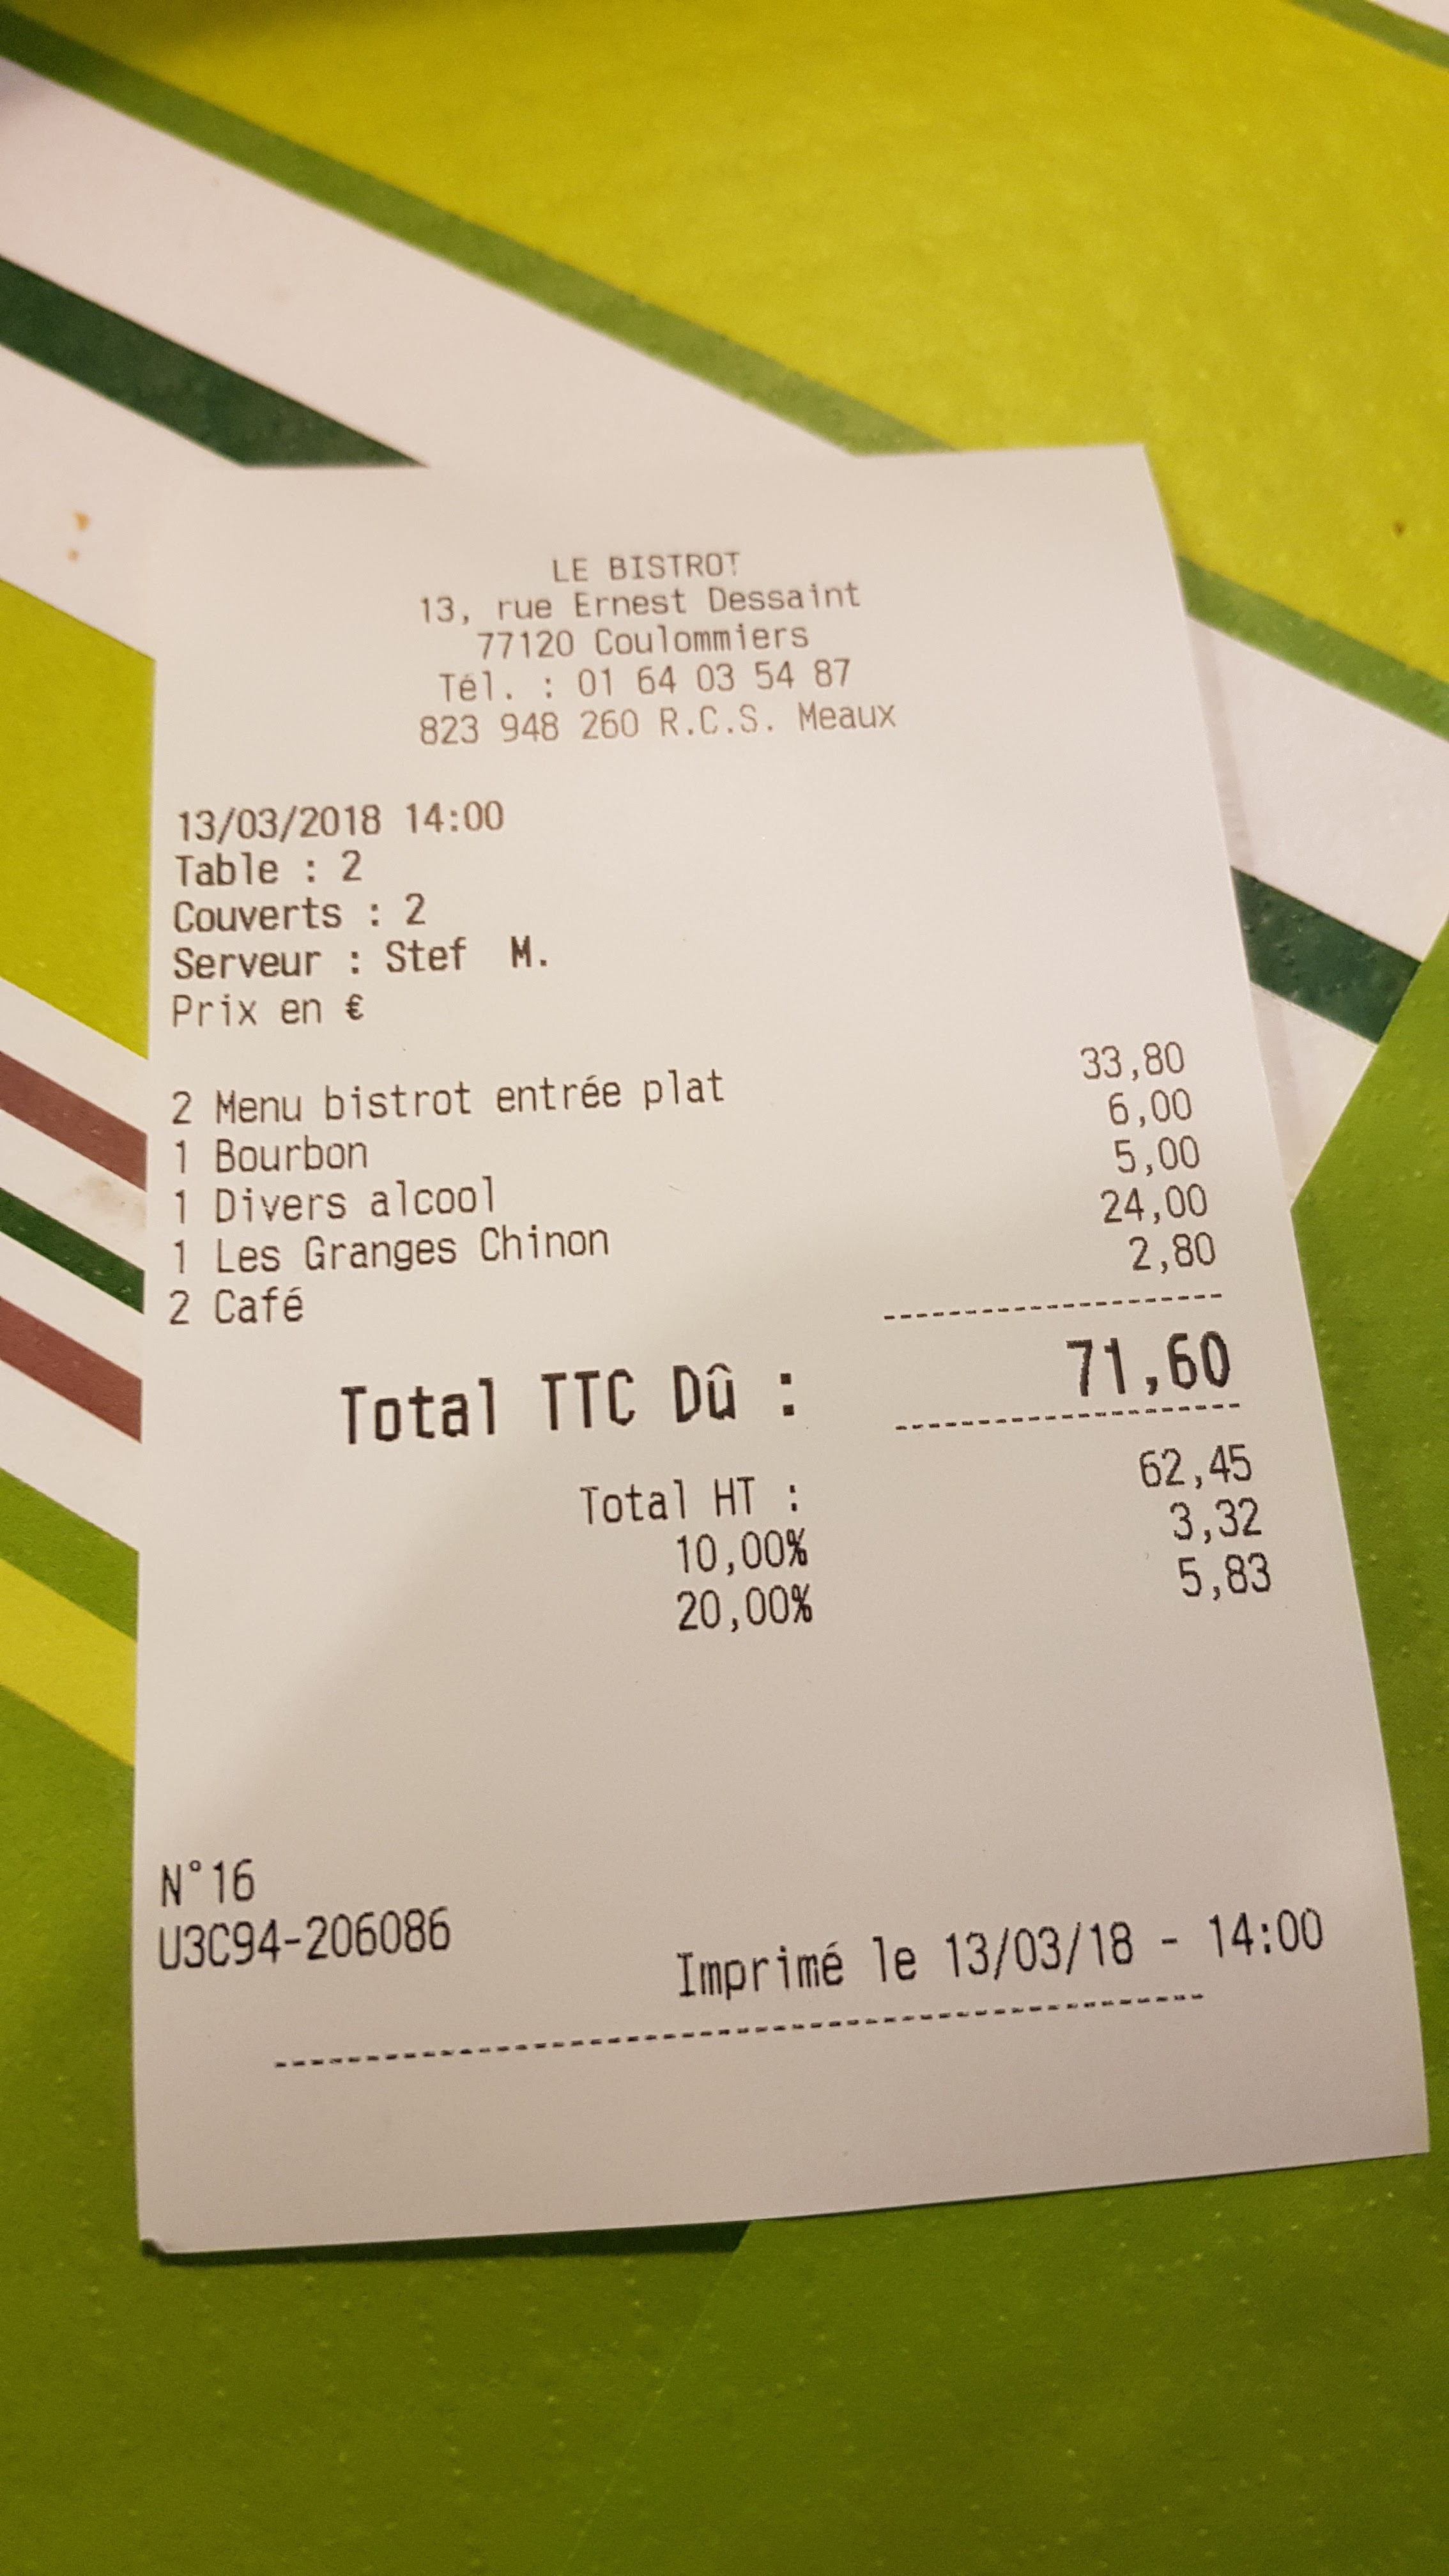 LE BISTROT
13, rue Ernest Dessaint
77120 Coulommiers
Tél. : 01 64 03 54 87
823 948 260 R.C.S. Meaux
13/03/2018 14:00
Table : 2
Couverts : 2
Serveur : Stef M.
Prix en €
2 Menu bistrot entrée plat 33,80
1 Bourbon 6,00
1 Divers alcool 5,00
1 Les Granges Chinon 24,00
2 Café 2,80
Total TTC Dû : 71,60
Total HT : 62,45
10,00% 3,32
20,00% 5,83
N°16
U3C94-206086
Imprimé le 13/03/18 - 14:00